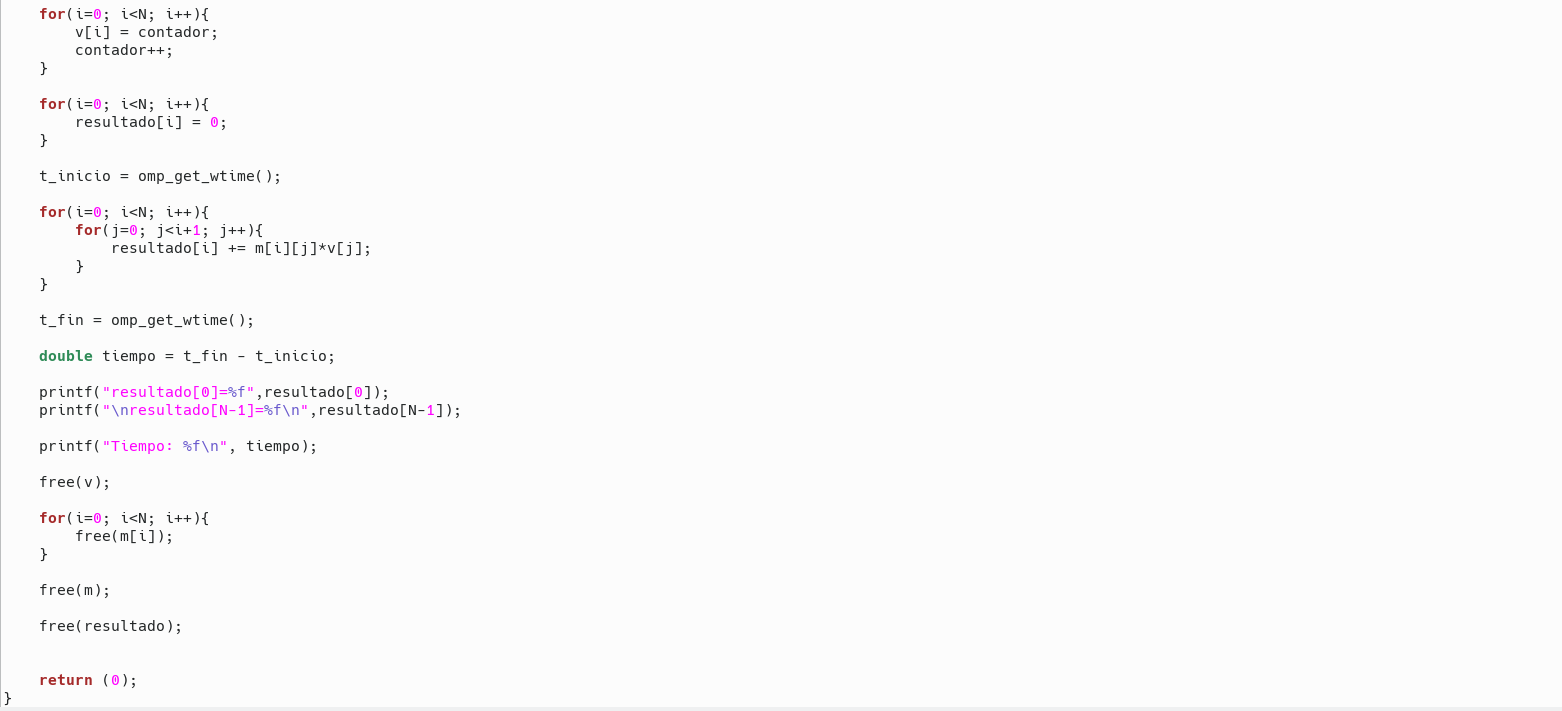 for(i=0; i<N; i++){
v[i] = contador;
contador++;
}
for(i=0; i<N; i++){
resultado[i] = 0;
}
t_inicio = omp_get_wtime();
for(i=0; i<N; i++){
for(j=0; j<i+1; j++){
resultado[i] += m[i][j]*v[j];
}
}
t_fin = omp_get_wtime();
double tiempo = t_fin - t_inicio;
printf("resultado[0]=%f",resultado[0]);
printf("\nresultado[N-1]=%f\n",resultado[N-1]);
printf("Tiempo: %f\n", tiempo);
free(v);
for(i=0; i<N; i++){
free(m[i]);
}
free(m);
free(resultado);
return (0);
}